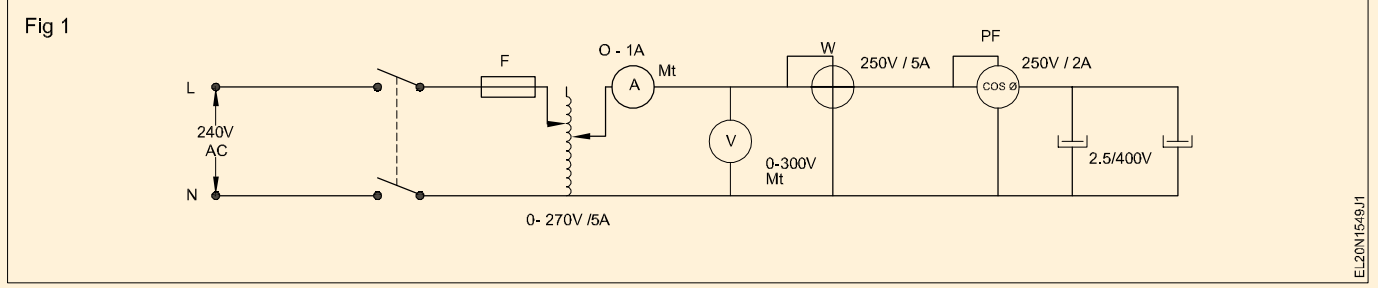 Fig 1
L
240V
AC
N
F
0- 270V /5A
O - 1A
A
Mt
V
0-300V
Mt
W
250V / 5A
PF
COS Ø
250V / 2A
2.5/400V
EL20N1549J1